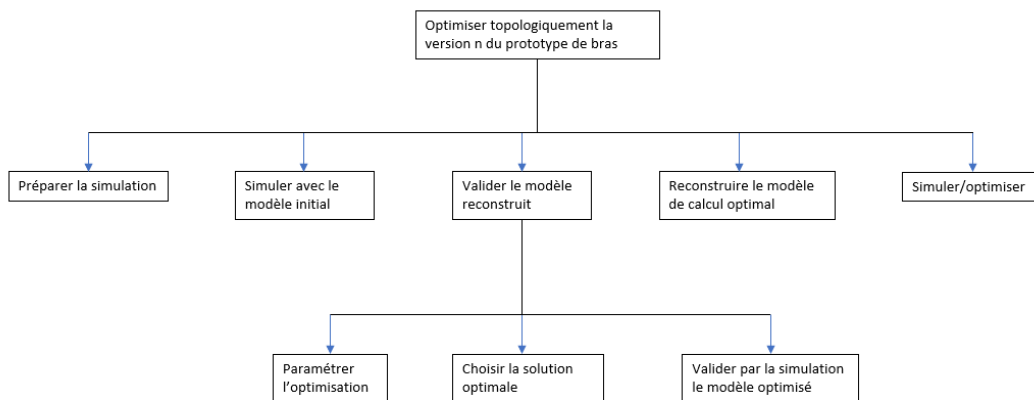 Optimiser topologiquement la
version n du prototype de bras
Préparer la simulation
Simuler avec le
modèle initial
Valider le modèle
reconstruit
Reconstruire le modèle
de calcul optimal
Simuler/optimiser
Paramétrer
l’optimisation
Choisir la solution
optimale
Valider par la simulation
le modèle optimisé